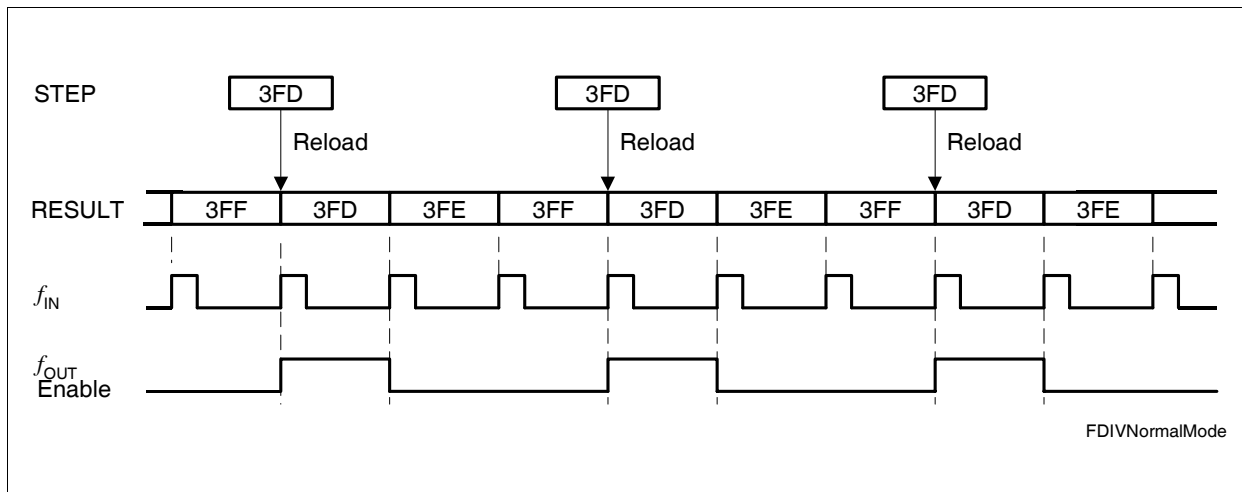 STEP 3FD 3FD 3FD
Reload Reload Reload
RESULT 3FF 3FD 3FE 3FF 3FD 3FE 3FF 3FD 3FE
fIN
fOUT
Enable
FDIVNormalMode